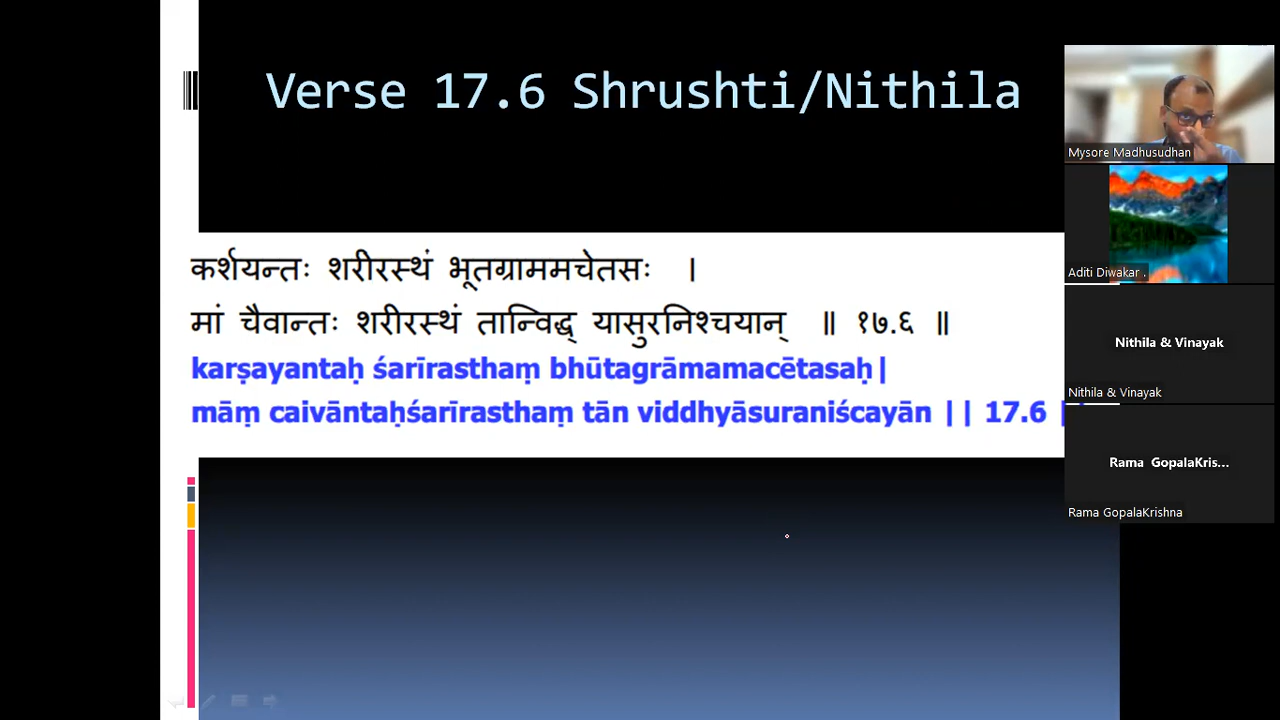 Verse 17.6 Shrushti/Nithila
कर्शयन्तः शरीरस्थं भूतग्राममचेतसः ।
मां चैवान्तः शरीरस्थं तान्विद्ध् यासुरनिश्चयान् ॥ १७.६ ॥
karṣayantaḥ śarīrasthaṃ bhūtagrāmamacētasaḥ|
māṃ caivāntaḥśarīrasthaṃ tān viddhyāsuraniścayān || 17.6 |
Mysore Madhusudhan
Aditi Diwakar .
Nithila & Vinayak
Nithila & Vinayak
Rama GopalaKris...
Rama GopalaKrishna